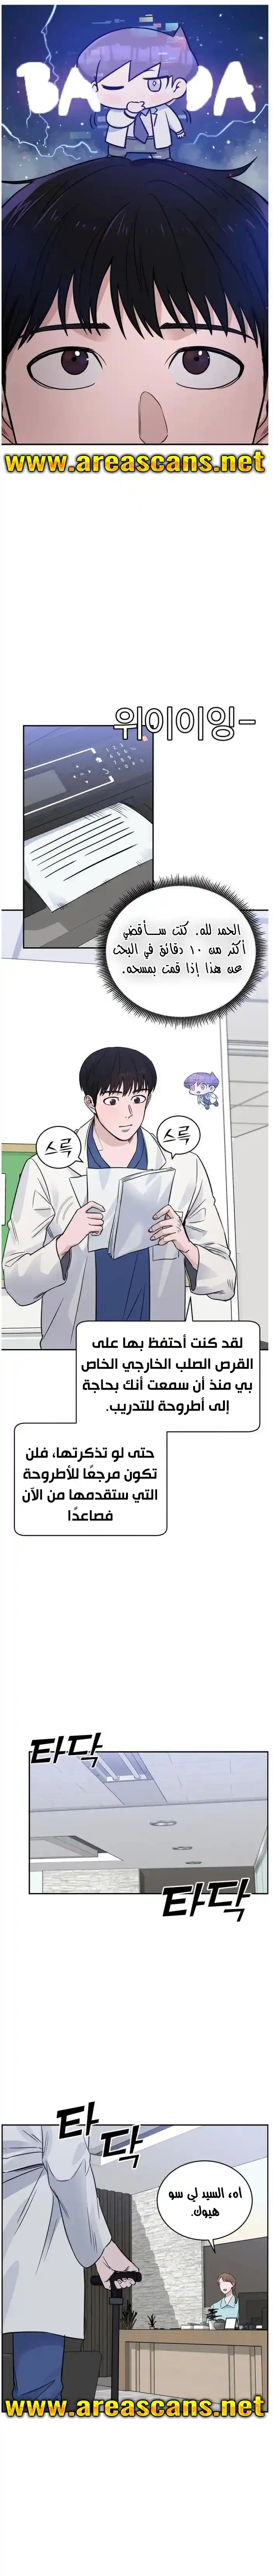 BA DA
www.areascans.net
위이이잉-
الحمد لله. كنت سـأقضي
أكثر من ١٠ دقائق في البحث
عن هذا إذا قمت بمسحه.
스륵
스륵
لقد كنت أحتفظ بها على
القرص الصلب الخارجي الخاص
بي منذ أن سمعت أنك بحاجة
إلى أطروحة للتدريب.
حتى لو تذكرتها، فلن
تكون مرجعًا للأطروحة
التي ستقدمها من الآن
فصاعدًا
타닥
타닥
타
닥
اه، السيد لي سو
هيوك.
www.areascans.net